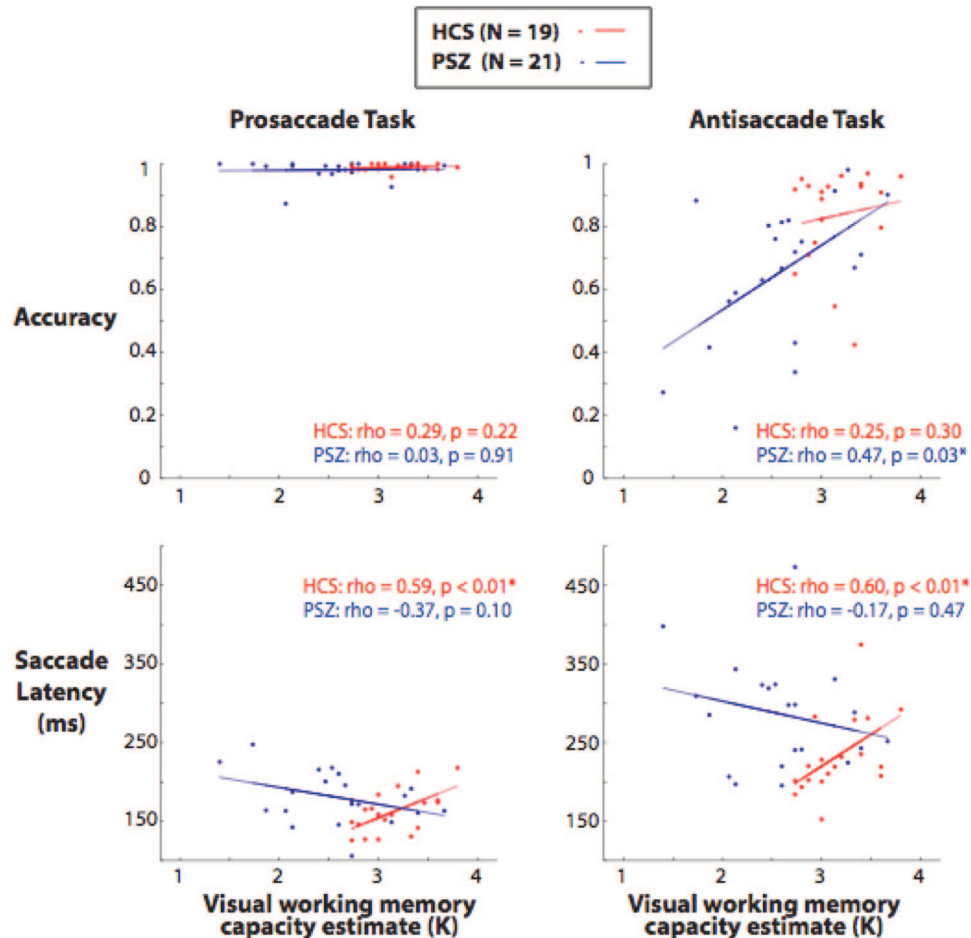 HCS (N = 19)
PSZ (N = 21)
Prosaccade Task
Antisaccade Task
Accuracy
1
0.8
0.6
0.4
0.2
0
HCS: rho = 0.29, p = 0.22
PSZ: rho = 0.03, p = 0.91
1 2 3 4
1
0.8
0.6
0.4
0.2
0
HCS: rho = 0.25, p = 0.30
PSZ: rho = 0.47, p = 0.03*
1 2 3 4
Saccade
Latency
(ms)
450
350
250
150
HCS: rho = 0.59, p < 0.01*
PSZ: rho = -0.37, p = 0.10
1 2 3 4
Visual working memory
capacity estimate (K)
450
350
250
150
HCS: rho = 0.60, p < 0.01*
PSZ: rho = -0.17, p = 0.47
1 2 3 4
Visual working memory
capacity estimate (K)